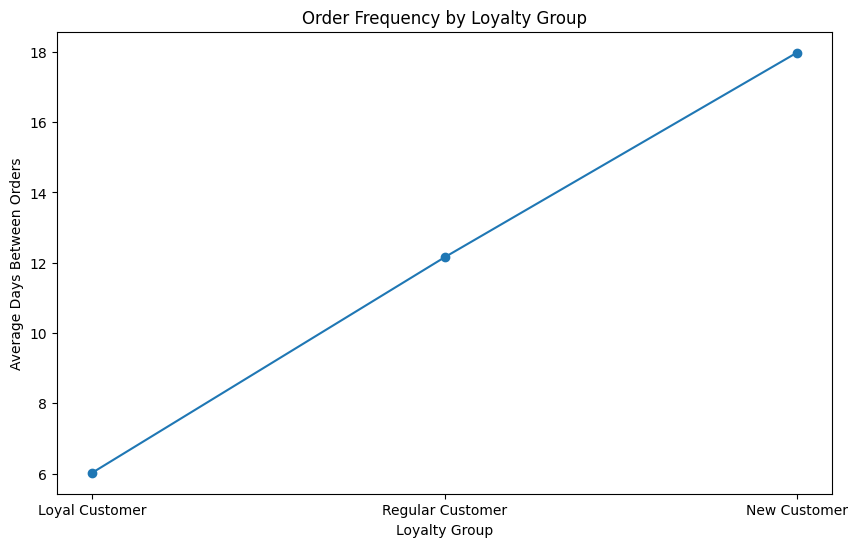 Order Frequency by Loyalty Group
18
16
14
12
10
8
6
Average Days Between Orders
Loyal Customer
Regular Customer
New Customer
Loyalty Group